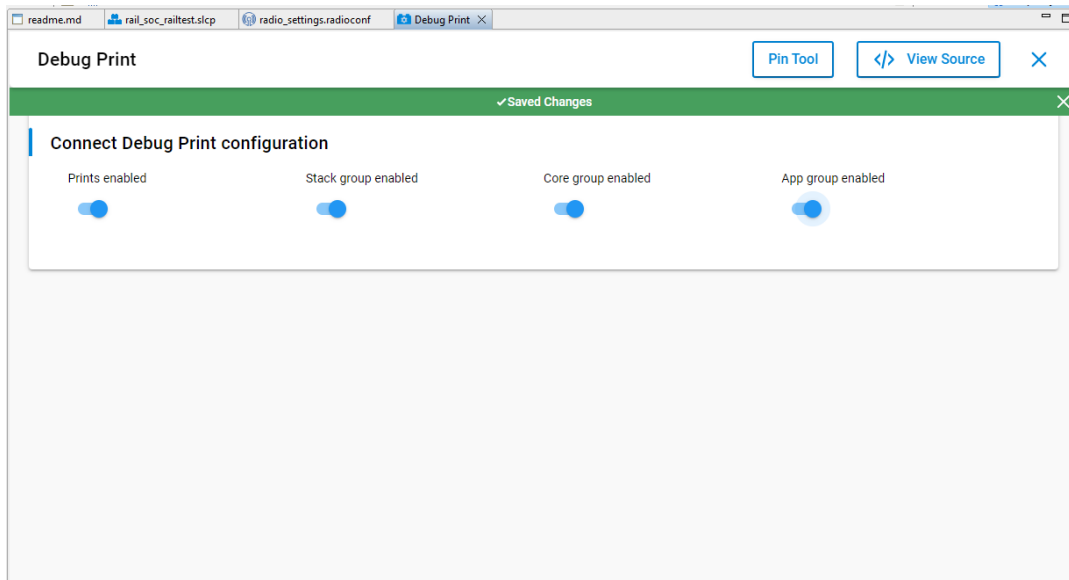 readme.md rail_soc_railtest.slcp radio_settings.radioconf Debug Print
Debug Print Pin Tool </> View Source
Saved Changes
Connect Debug Print configuration
Prints enabled Stack group enabled Core group enabled App group enabled